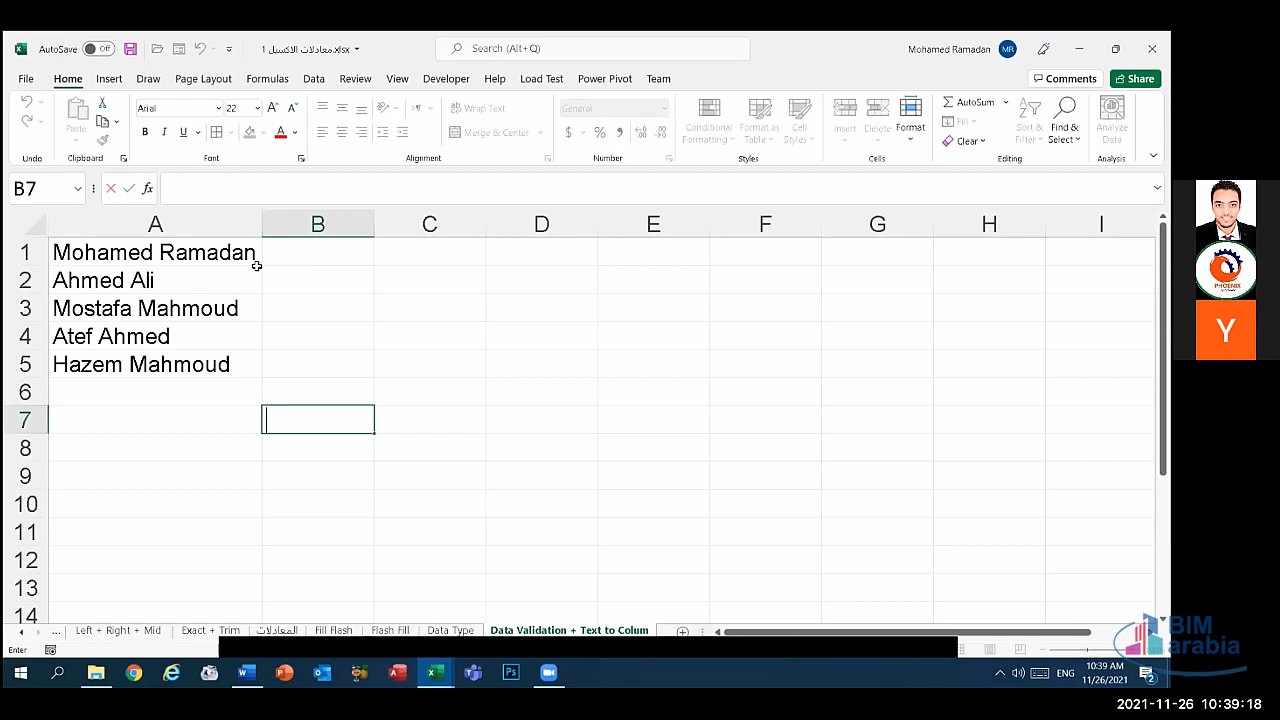 AutoSave Off معادلات الاكسيل 1.xlsx Search (Alt+Q) Mohamed Ramadan MR
File Home Insert Draw Page Layout Formulas Data Review View Developer Help Load Test Power Pivot Team Comments Share
Arial 22 Wrap Text General AutoSum
Paste Merge & Center Conditional Formatting Format as Table Cell Styles Insert Delete Format Fill Sort & Filter Find & Select Analyze Data
Clear
Undo Clipboard Font Alignment Number Styles Cells Editing Analysis
B7 fx
A B C D E F G H I
1 Mohamed Ramadan
2 Ahmed Ali
3 Mostafa Mahmoud
4 Atef Ahmed
5 Hazem Mahmoud
6
7
8
9
10
11
12
13
14
PHOENIX
Y
... Left + Right + Mid Exact + Trim المعادلات Fill Flash Flash Fill Data Type Data Validation + Text to Colum
Enter
BIM
arabia
ENG 10:39 AM
11/26/2021 2
2021-11-26 10:39:18